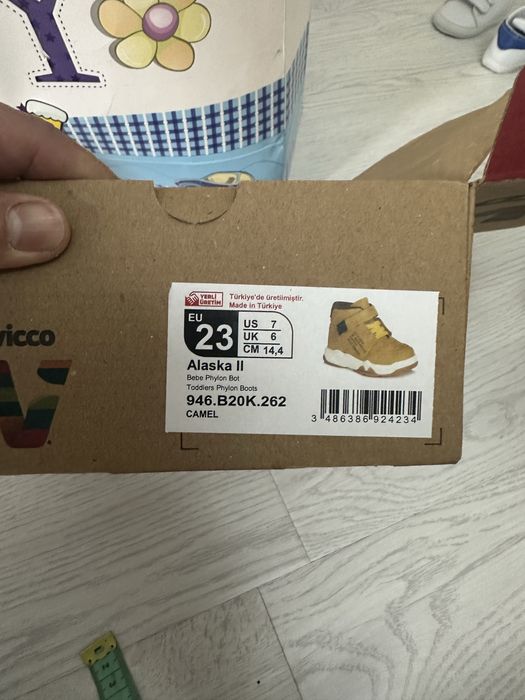 Y
YERLİ
ÜRETİM
Türkiye'de üretilmiştir.
Made in Türkiye
EU
23
US 7
UK 6
CM 14,4
vicco
Alaska II
Bebe Phylon Bot
Toddlers Phylon Boots
946.B20K.262
CAMEL
3 486386 924234